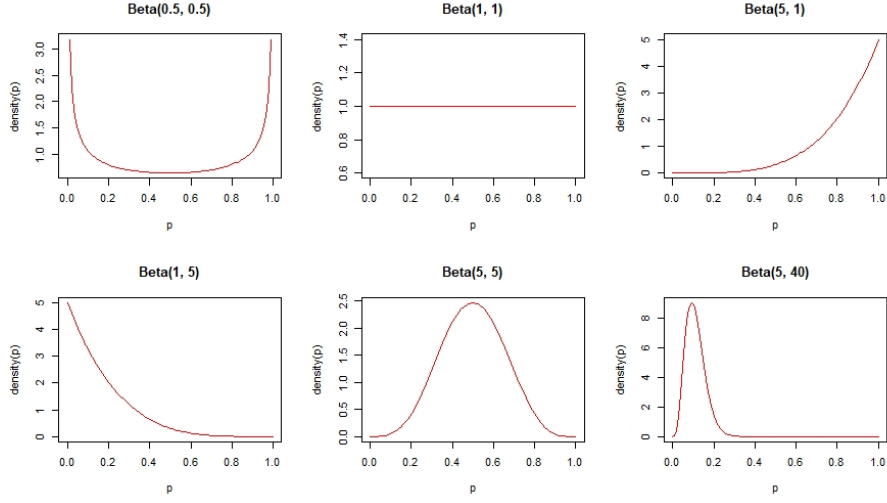 Beta(0.5, 0.5)
density(p)
3.0
2.5
2.0
1.5
1.0
0.0 0.2 0.4 0.6 0.8 1.0
p
Beta(1, 1)
density(p)
1.4
1.2
1.0
0.8
0.6
0.0 0.2 0.4 0.6 0.8 1.0
p
Beta(5, 1)
density(p)
5
4
3
2
1
0
0.0 0.2 0.4 0.6 0.8 1.0
p
Beta(1, 5)
density(p)
5
4
3
2
1
0
0.0 0.2 0.4 0.6 0.8 1.0
p
Beta(5, 5)
density(p)
2.5
2.0
1.5
1.0
0.5
0.0
0.0 0.2 0.4 0.6 0.8 1.0
p
Beta(5, 40)
density(p)
8
6
4
2
0
0.0 0.2 0.4 0.6 0.8 1.0
p